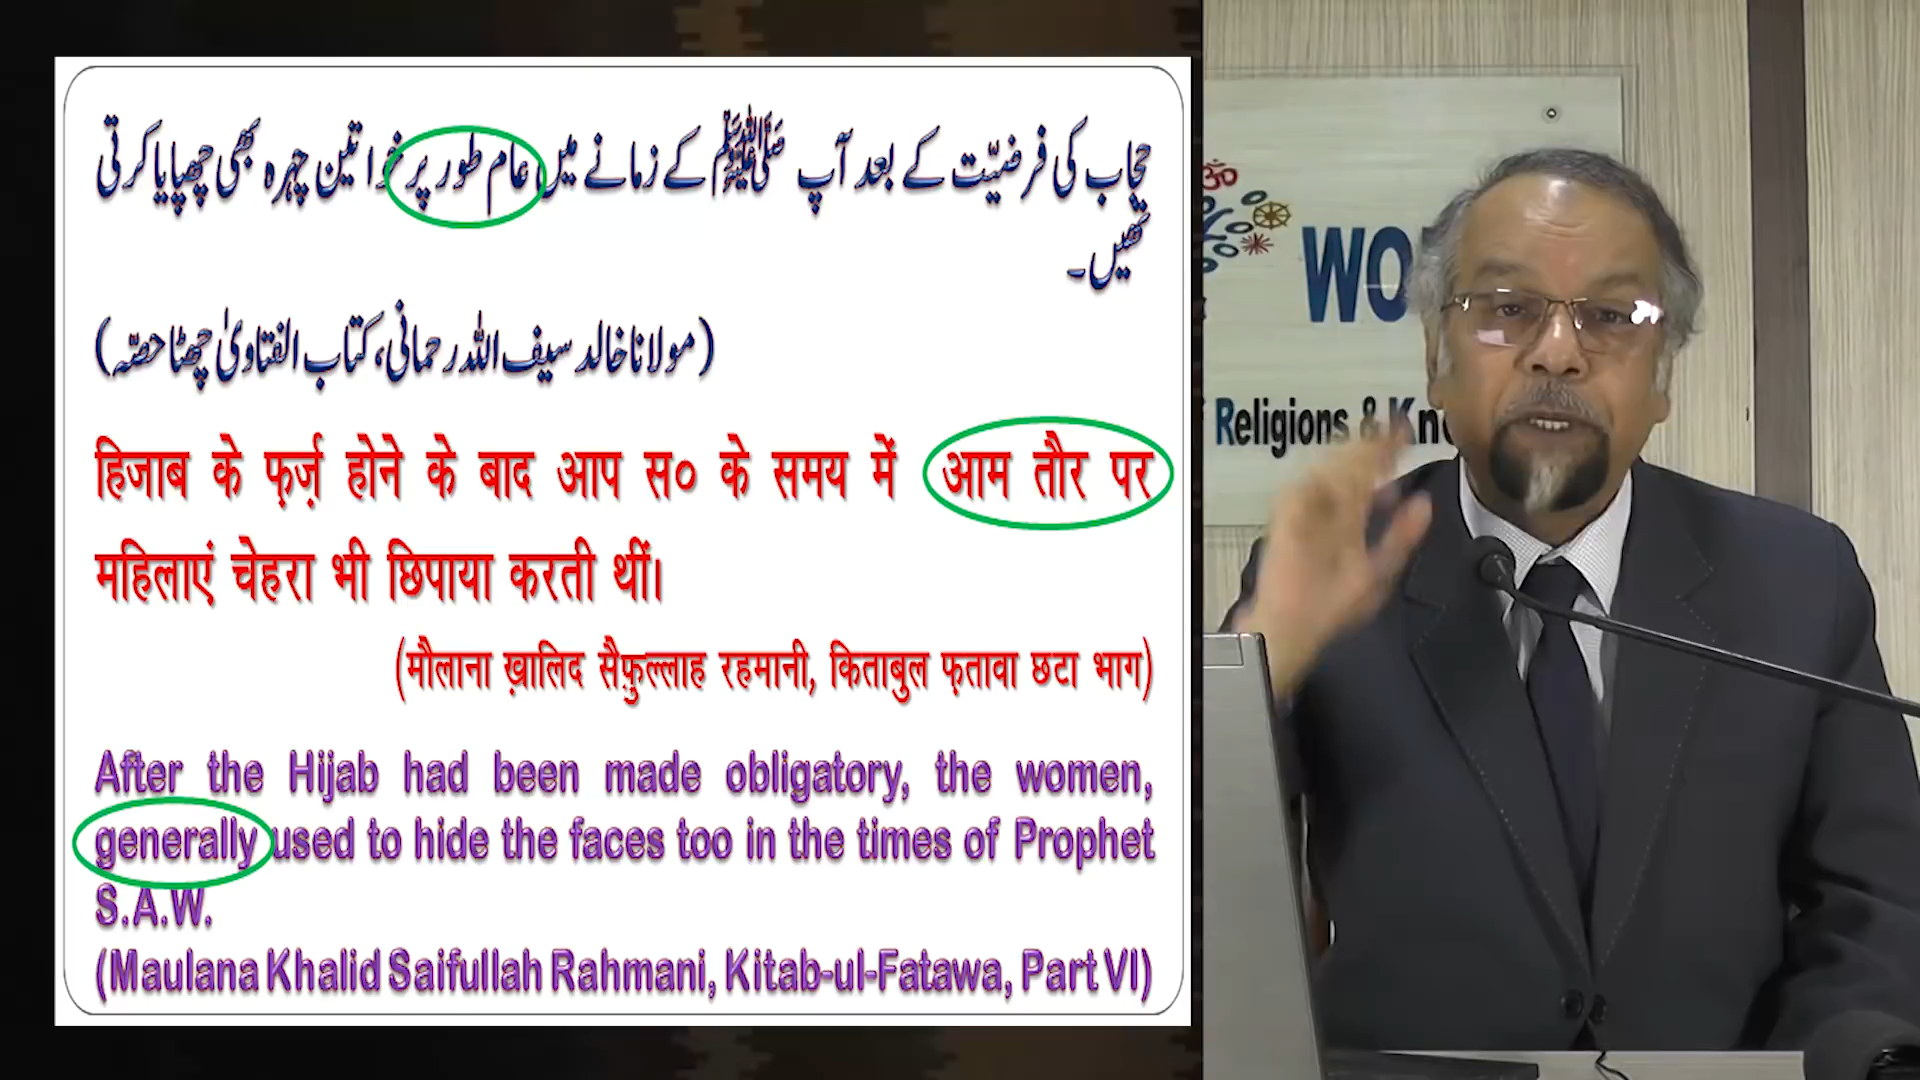 حجاب کی فرضیّت کے بعد آپ ﷺ کے زمانے میں عام طور پر خواتین چہرہ بھی چھپایا کرتی
تھیں۔
(مولانا خالد سیف اللہ رحمانی، کتاب الفتاویٰ چھٹا حصّہ)
हिजाब के फ़र्ज़ होने के बाद आप स० के समय में आम तौर पर
महिलाएं चेहरा भी छिपाया करती थीं।
(मौलाना ख़ालिद सैफ़ुल्लाह रहमानी, किताबुल फ़तावा छटा भाग)
After the Hijab had been made obligatory, the women,
generally used to hide the faces too in the times of Prophet
S.A.W.
(Maulana Khalid Saifullah Rahmani, Kitab-ul-Fatawa, Part VI)
ॐ
WO
Religions & Kno